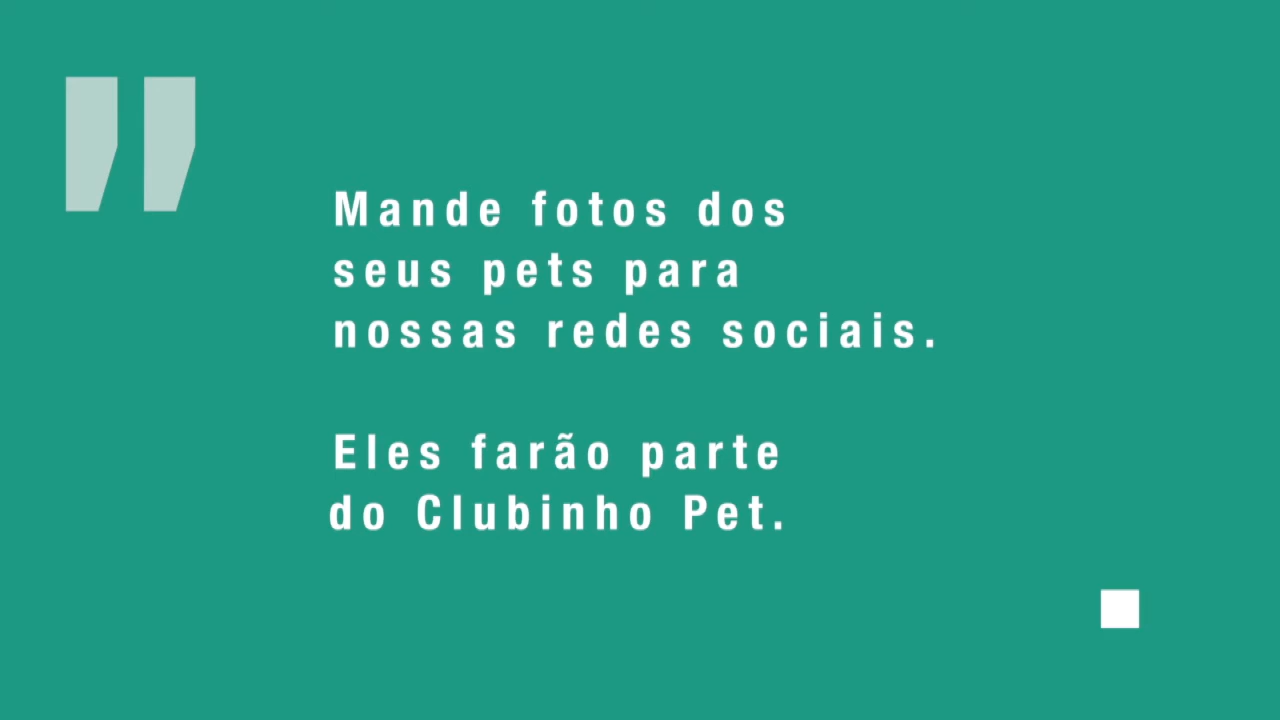 "
Mande fotos dos
seus pets para
nossas redes sociais.
Eles farão parte
do Clubinho Pet.